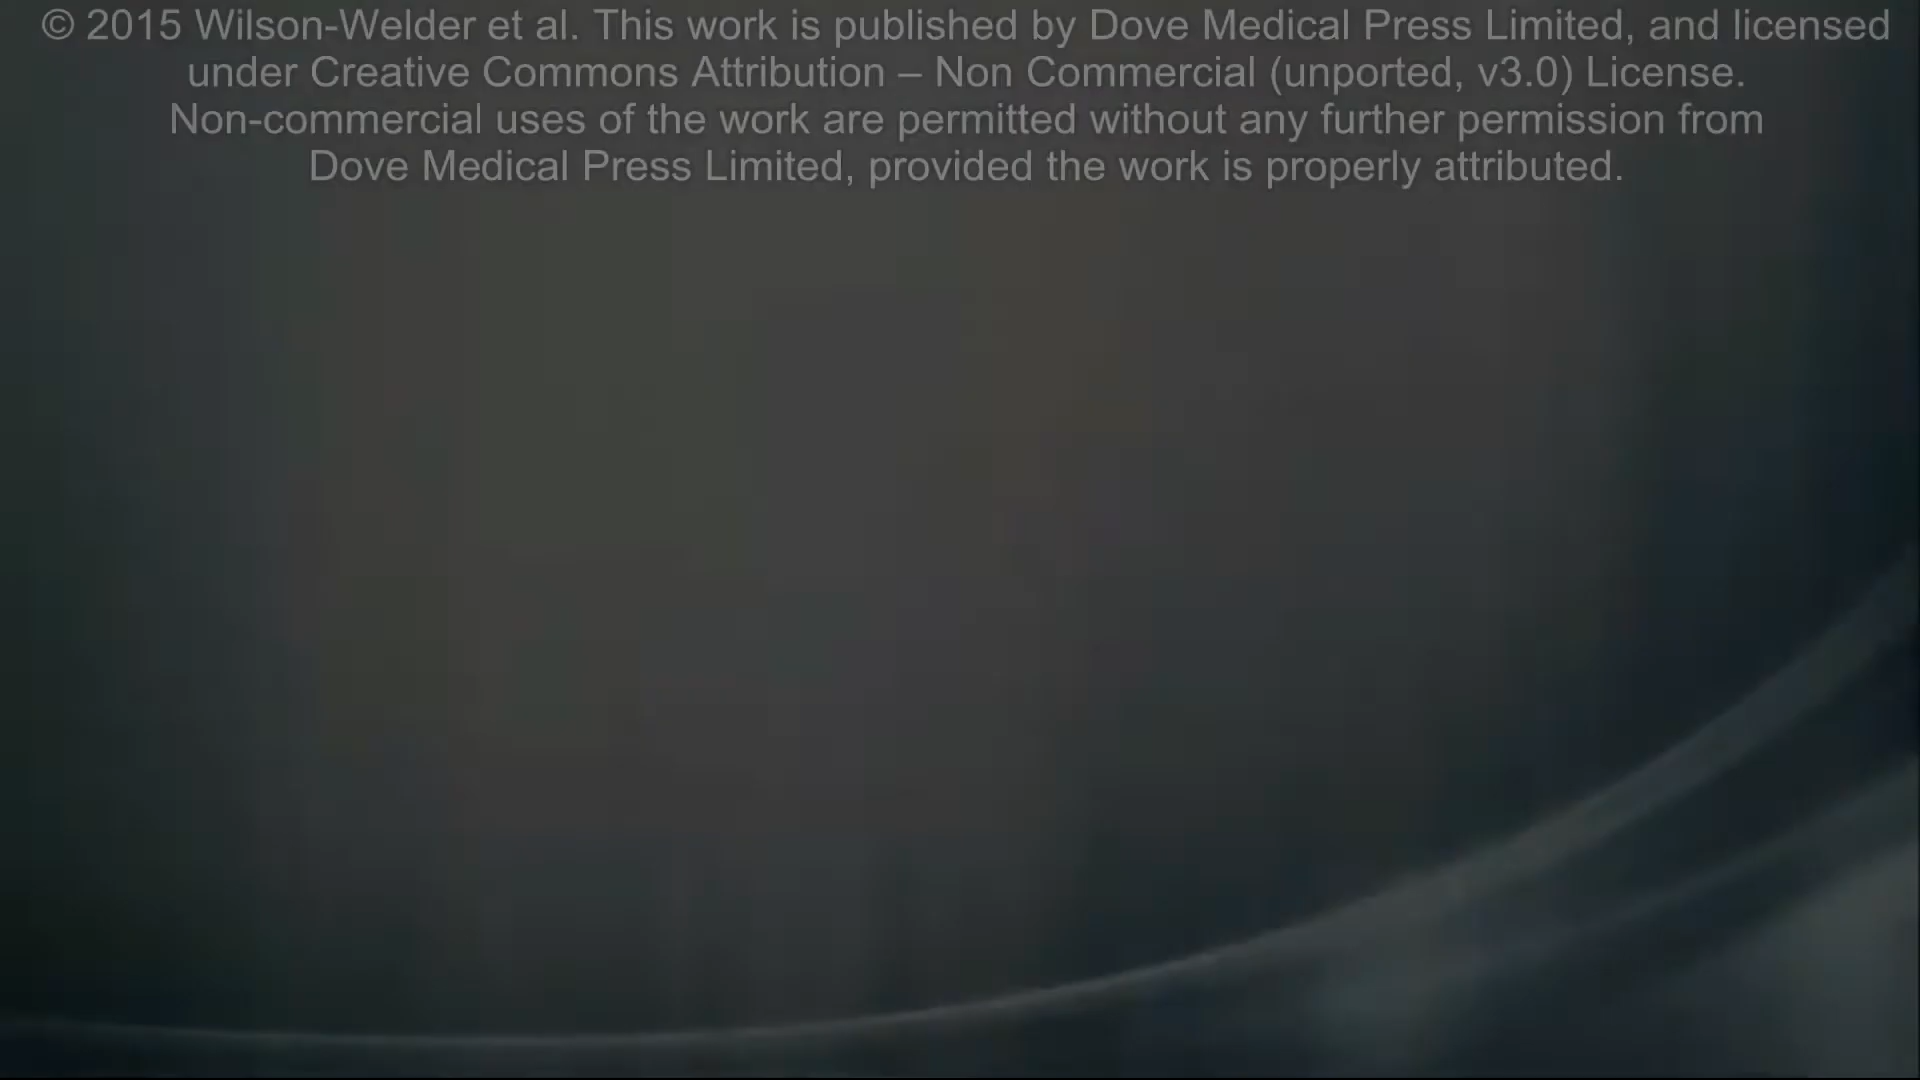 © 2015 Wilson-Welder et al. This work is published by Dove Medical Press Limited, and licensed
under Creative Commons Attribution – Non Commercial (unported, v3.0) License.
Non-commercial uses of the work are permitted without any further permission from
Dove Medical Press Limited, provided the work is properly attributed.